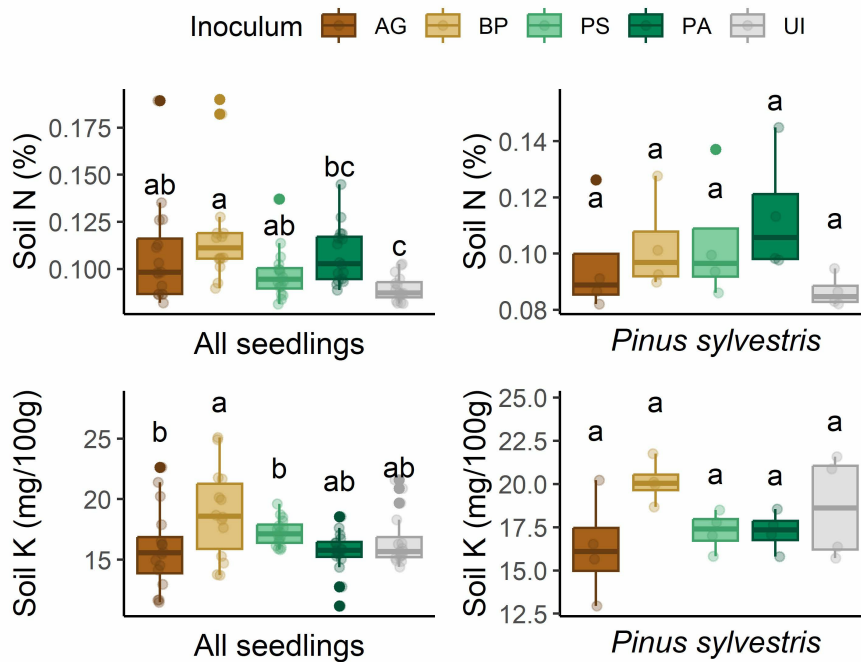 Inoculum AG BP PS PA UI
Soil N (%)
0.175
0.150
0.125
0.100
ab a ab bc c
All seedlings
Soil N (%)
0.14
0.12
0.10
0.08
a a a a a
Pinus sylvestris
Soil K (mg/100g)
25
20
15
b a b ab ab
All seedlings
Soil K (mg/100g)
25.0
22.5
20.0
17.5
15.0
12.5
a a a a a
Pinus sylvestris